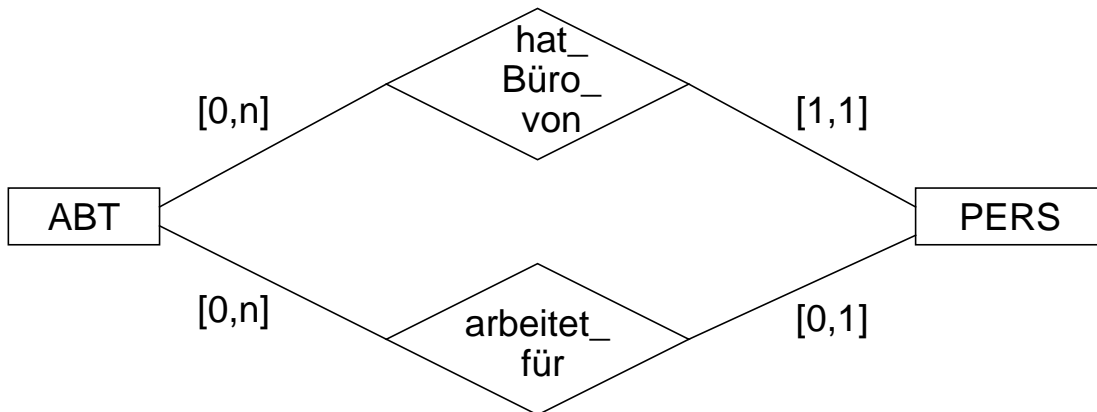 hat_
Büro_
von
[0,n]
[1,1]
ABT
PERS
[0,n]
[0,1]
arbeitet_
für